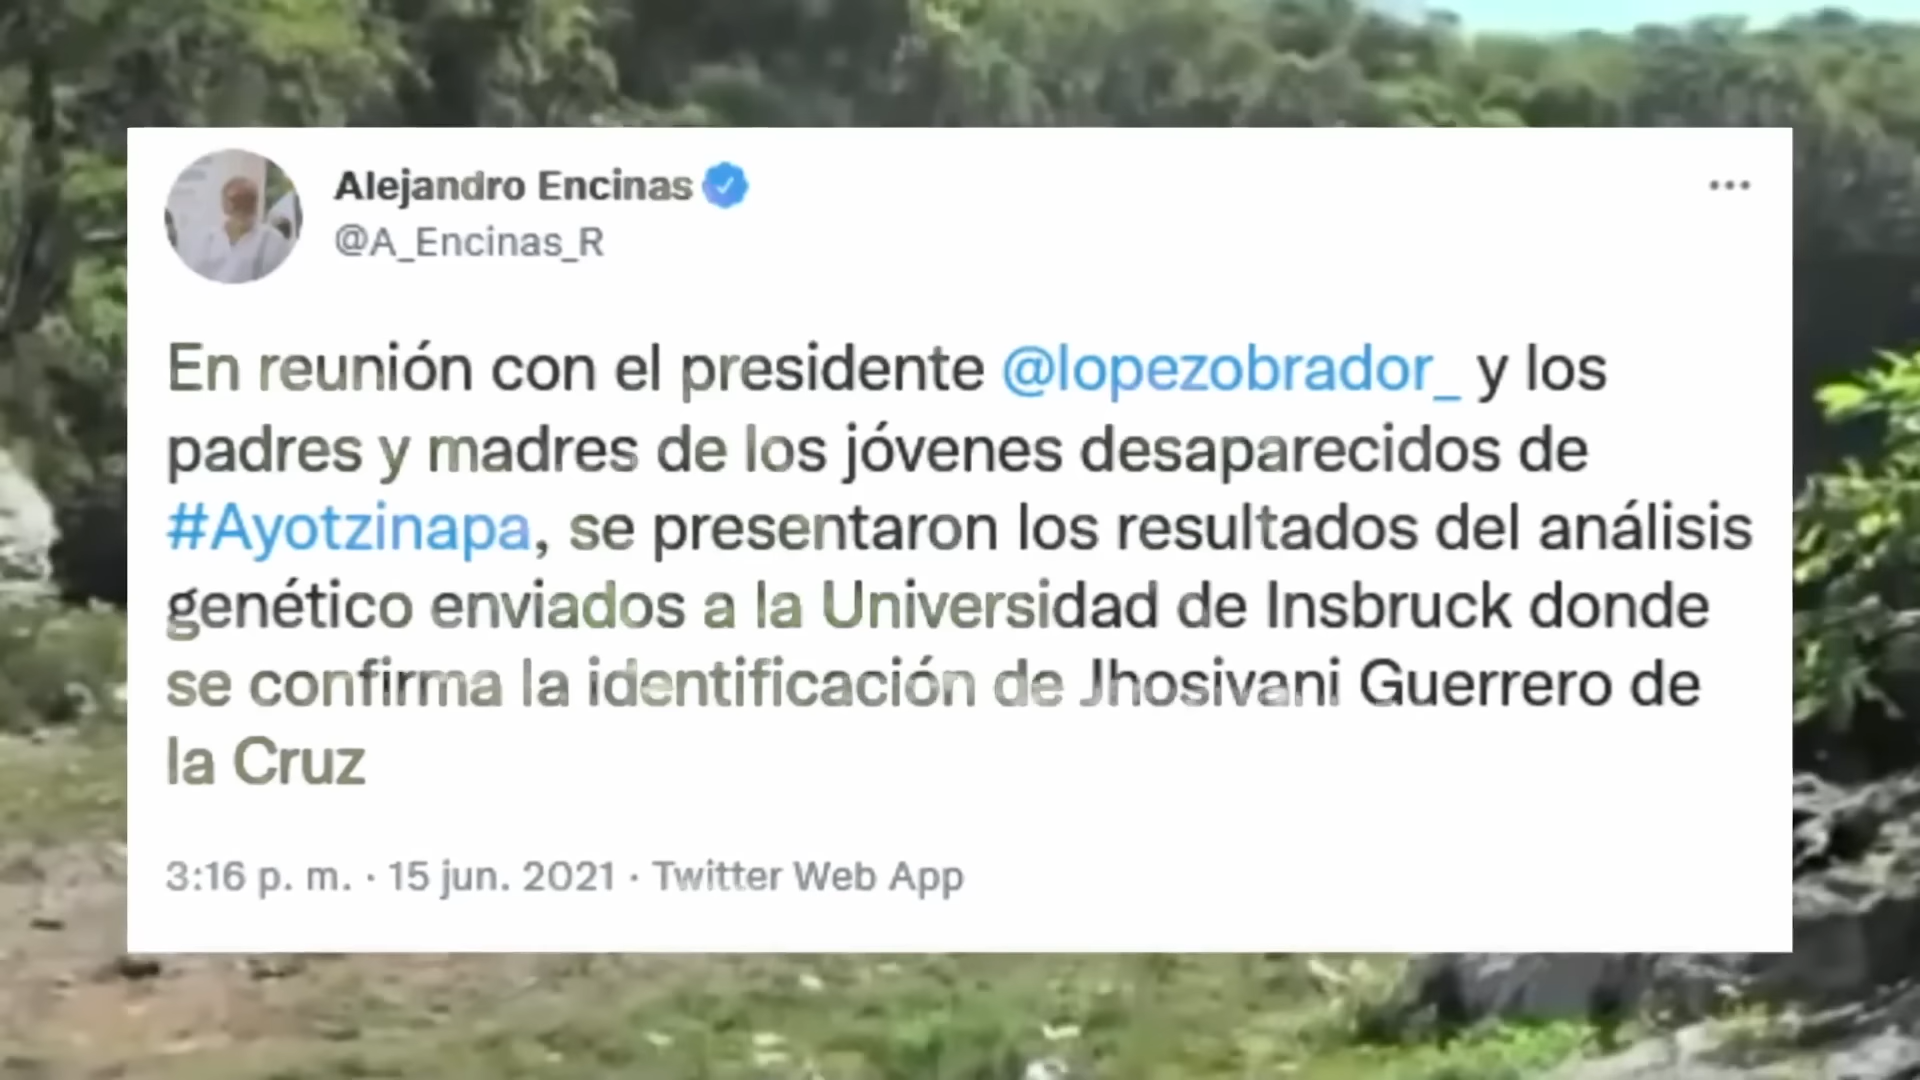 Alejandro Encinas
@A_Encinas_R
En reunión con el presidente @lopezobrador_ y los
padres y madres de los jóvenes desaparecidos de
#Ayotzinapa, se presentaron los resultados del análisis
genético enviados a la Universidad de Insbruck donde
se confirma la identificación de Jhosivani Guerrero de
la Cruz
3:16 p. m. · 15 jun. 2021 · Twitter Web App